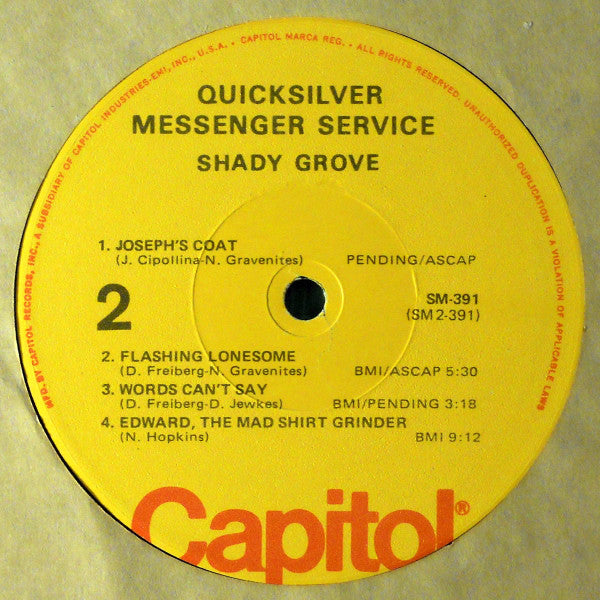 MFG. BY CAPITOL RECORDS, INC., A SUBSIDIARY OF CAPITOL INDUSTRIES-EMI, INC., U.S.A. • CAPITOL MARCA REG. • ALL RIGHTS RESERVED. UNAUTHORIZED DUPLICATION IS A VIOLATION OF APPLICABLE LAWS
QUICKSILVER
MESSENGER SERVICE
SHADY GROVE
1. JOSEPH'S COAT
(J. Cipollina-N. Gravenites) PENDING/ASCAP
2
SM-391
(SM2-391)
2. FLASHING LONESOME
(D. Freiberg-N. Gravenites) BMI/ASCAP 5:30
3. WORDS CAN'T SAY
(D. Freiberg-D. Jewkes) BMI/PENDING 3:18
4. EDWARD, THE MAD SHIRT GRINDER
(N. Hopkins) BMI 9:12
Capitol®